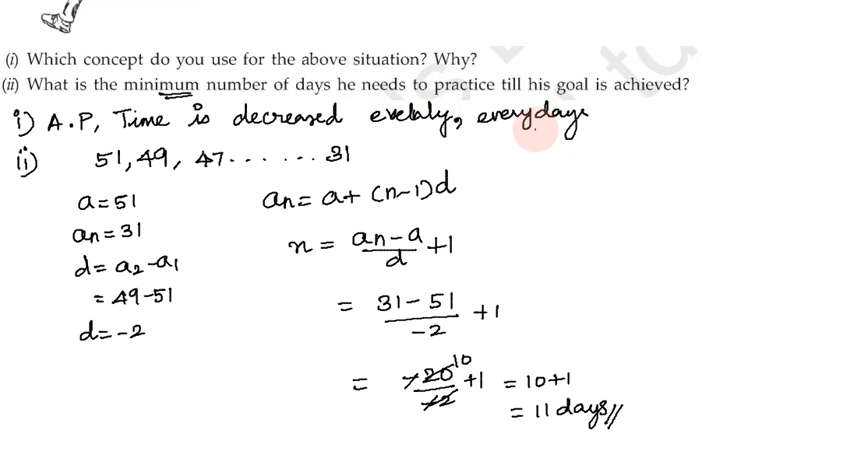 (i) Which concept do you use for the above situation? Why?
(ii) What is the minimum number of days he needs to practice till his goal is achieved?
i) A.P, Time is decreased evenly, everydays
ii) 51, 49, 47 . . . . . . . 31
a = 51
an = 31
d = a2 - a1
= 49 - 51
d = -2
an = a + (n-1)d
n = an - a / d + 1
= 31 - 51 / -2 + 1
= -20 / -2 10 + 1 = 10 + 1
= 11 days //